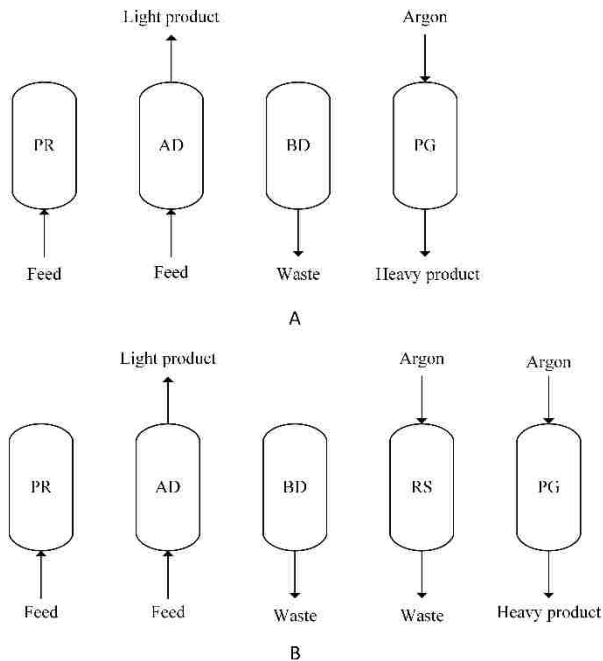 Light product
Argon
PR
AD
BD
PG
Feed
Feed
Waste
Heavy product
A
Light product
Argon
Argon
PR
AD
BD
RS
PG
Feed
Feed
Waste
Waste
Heavy product
B